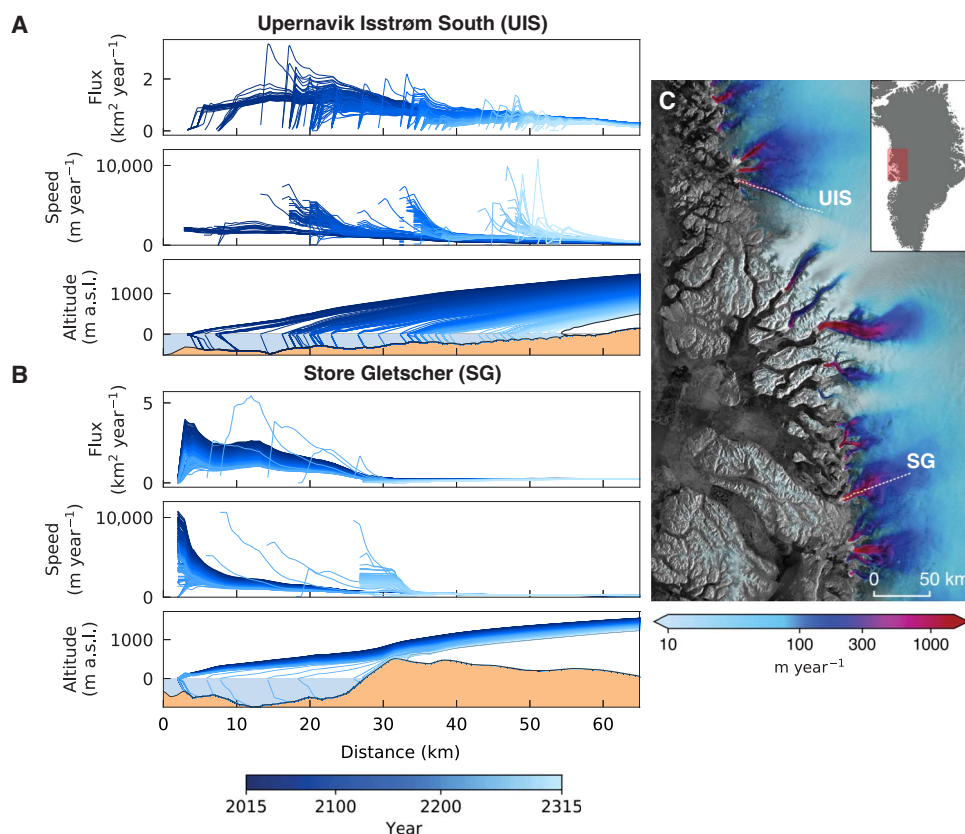 A
Upernavik Isstrøm South (UIS)
Flux
(km² year⁻¹)
2
0
Speed
(m year⁻¹)
10,000
0
Altitude
(m a.s.l.)
1000
0
B
Store Gletscher (SG)
Flux
(km² year⁻¹)
5
0
Speed
(m year⁻¹)
10,000
0
Altitude
(m a.s.l.)
1000
0
0 10 20 30 40 50 60
Distance (km)
2015 2100 2200 2315
Year
C
UIS
SG
0 50 km
10 100 300 1000
m year⁻¹